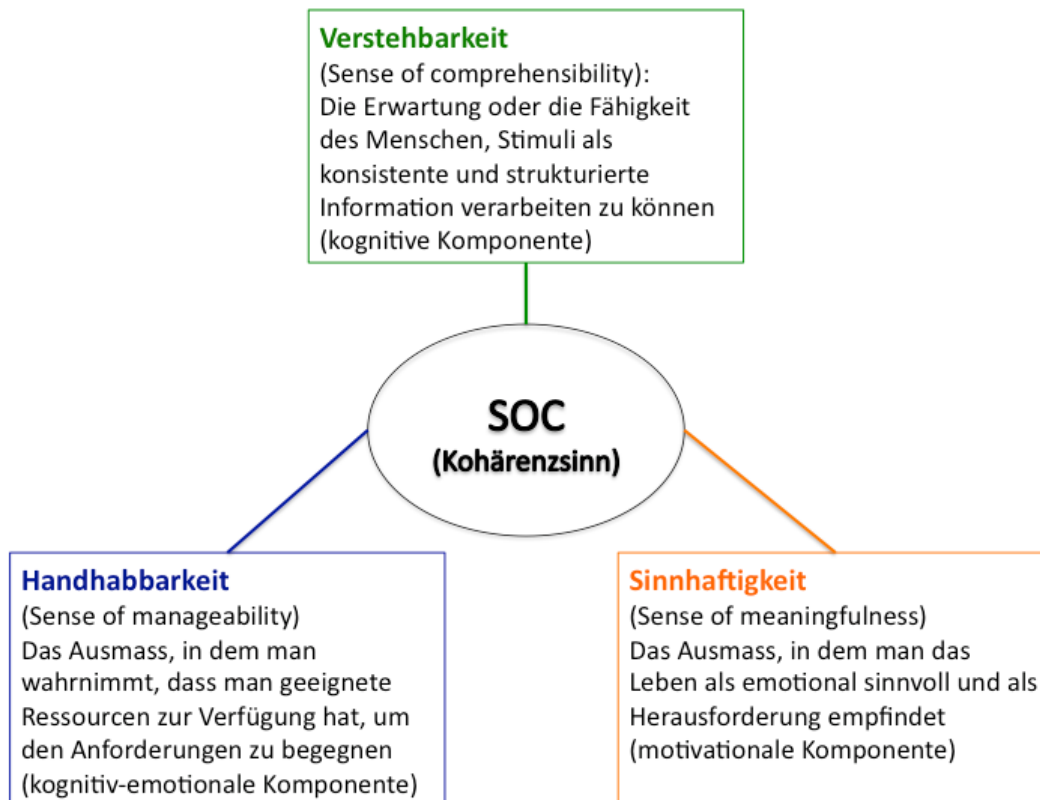 Verstehbarkeit
(Sense of comprehensibility):
Die Erwartung oder die Fähigkeit
des Menschen, Stimuli als
konsistente und strukturierte
Information verarbeiten zu können
(kognitive Komponente)
SOC
(Kohärenzsinn)
Handhabbarkeit
(Sense of manageability)
Das Ausmass, in dem man
wahrnimmt, dass man geeignete
Ressourcen zur Verfügung hat, um
den Anforderungen zu begegnen
(kognitiv-emotionale Komponente)
Sinnhaftigkeit
(Sense of meaningfulness)
Das Ausmass, in dem man das
Leben als emotional sinnvoll und als
Herausforderung empfindet
(motivationale Komponente)